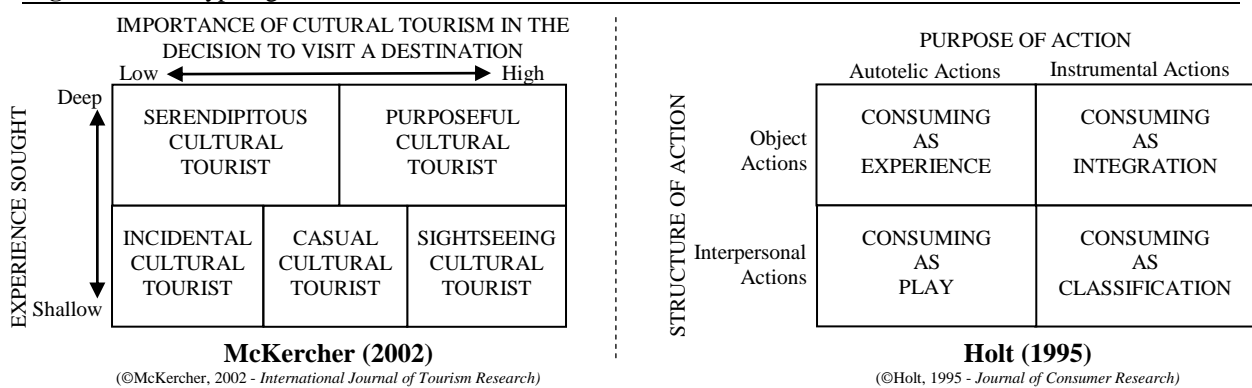 IMPORTANCE OF CUTURAL TOURISM IN THE
DECISION TO VISIT A DESTINATION
Low High
EXPERIENCE SOUGHT
Deep
Shallow
SERENDIPITOUS
CULTURAL
TOURIST
PURPOSEFUL
CULTURAL
TOURIST
INCIDENTAL
CULTURAL
TOURIST
CASUAL
CULTURAL
TOURIST
SIGHTSEEING
CULTURAL
TOURIST
McKercher (2002)
(©McKercher, 2002 - International Journal of Tourism Research)
PURPOSE OF ACTION
Autotelic Actions Instrumental Actions
STRUCTURE OF ACTION
Object
Actions
CONSUMING
AS
EXPERIENCE
CONSUMING
AS
INTEGRATION
Interpersonal
Actions
CONSUMING
AS
PLAY
CONSUMING
AS
CLASSIFICATION
Holt (1995)
(©Holt, 1995 - Journal of Consumer Research)